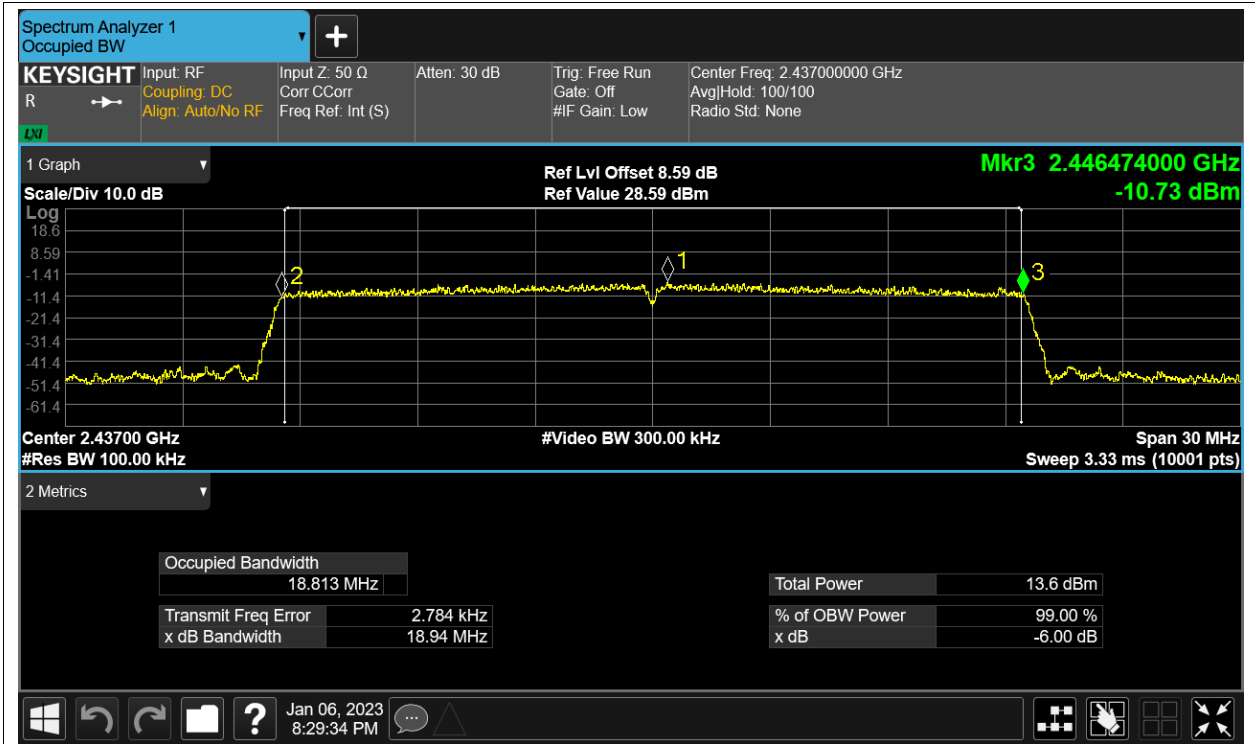 Spectrum Analyzer 1
Occupied BW
KEYSIGHT
R
LXI
Input: RF
Coupling: DC
Align: Auto/No RF
Input Z: 50 Ω
Corr CCorr
Freq Ref: Int (S)
Atten: 30 dB
Trig: Free Run
Gate: Off
#IF Gain: Low
Center Freq: 2.437000000 GHz
Avg|Hold: 100/100
Radio Std: None
1 Graph
Scale/Div 10.0 dB
Ref Lvl Offset 8.59 dB
Ref Value 28.59 dBm
Mkr3 2.446474000 GHz
-10.73 dBm
Log
18.6
8.59
-1.41
-11.4
-21.4
-31.4
-41.4
-51.4
-61.4
2
1
3
Center 2.43700 GHz
#Video BW 300.00 kHz
Span 30 MHz
#Res BW 100.00 kHz
Sweep 3.33 ms (10001 pts)
2 Metrics
Occupied Bandwidth
18.813 MHz
Transmit Freq Error 2.784 kHz
x dB Bandwidth 18.94 MHz
Total Power 13.6 dBm
% of OBW Power 99.00 %
x dB -6.00 dB
?
Jan 06, 2023
8:29:34 PM